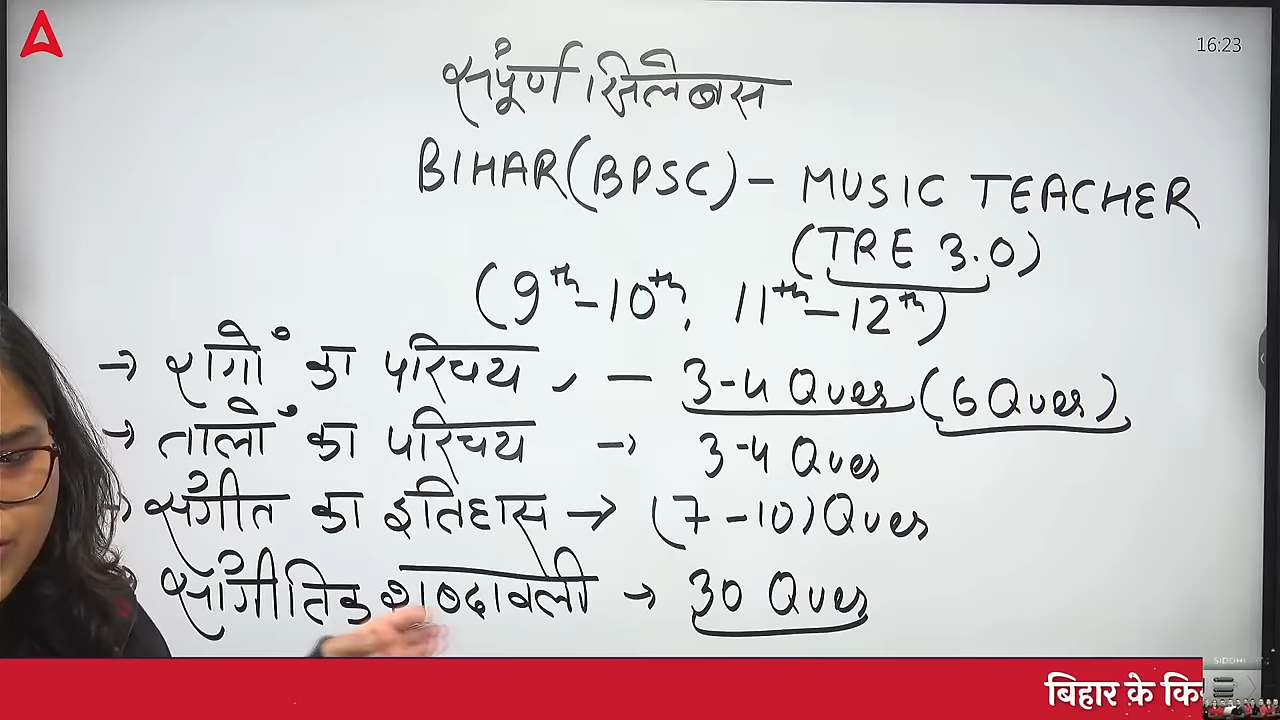 16:23
संपूर्ण सिलेबस
BIHAR (BPSC) - MUSIC TEACHER
(TRE 3.0)
(9th-10th, 11th-12th)
→ रागों का परिचय, - 3-4 Ques (6 Ques)
→ तालों का परिचय → 3-4 Ques
→ संगीत का इतिहास → (7-10) Ques
सांगीतिक शब्दावली → 30 Ques
SIDDHI
बिहार के